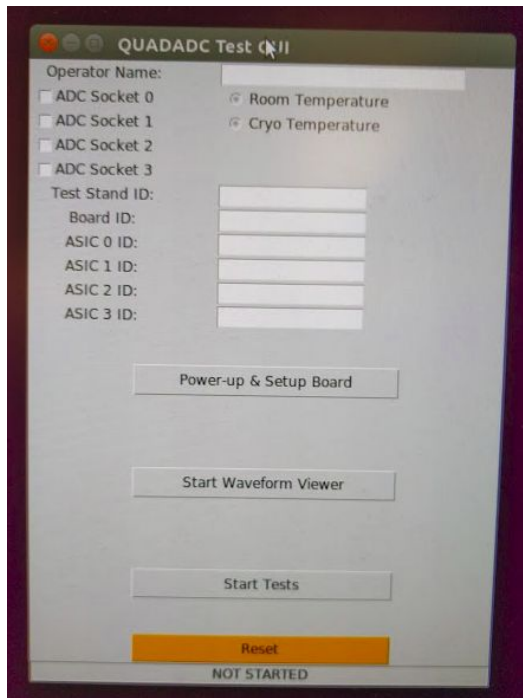 QUADADC Test GUI
Operator Name:
ADC Socket 0
Room Temperature
ADC Socket 1
Cryo Temperature
ADC Socket 2
ADC Socket 3
Test Stand ID:
Board ID:
ASIC 0 ID:
ASIC 1 ID:
ASIC 2 ID:
ASIC 3 ID:
Power-up & Setup Board
Start Waveform Viewer
Start Tests
Reset
NOT STARTED